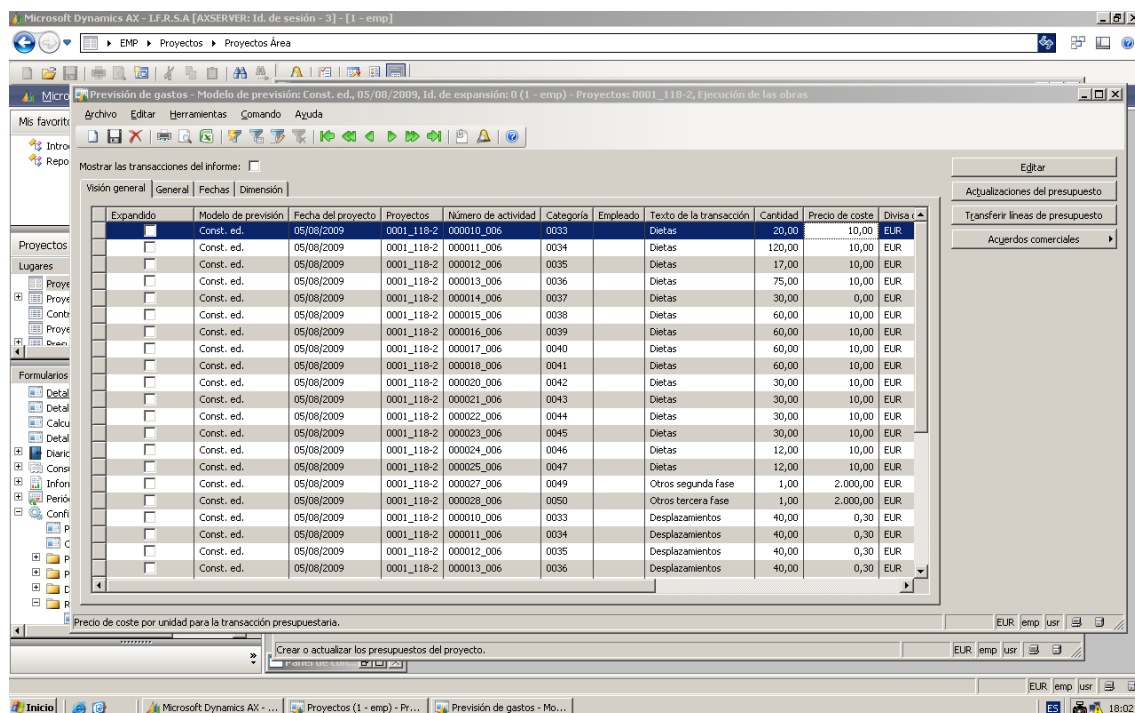 Microsoft Dynamics AX - I.F.R.S.A [AXSERVER: Id. de sesión - 3] - [1 - emp]
EMP Proyectos Proyectos Área
Micro
Previsión de gastos - Modelo de previsión: Const. ed., 05/08/2009, Id. de expansión: 0 (1 - emp) - Proyectos: 0001_118-2, Ejecución de las obras
Archivo Editar Herramientas Comando Ayuda
Mis favorit
Intro
Repo
Mostrar las transacciones del informe:
Visión general General Fechas Dimensión
Editar
Actualizaciones del presupuesto
Transferir líneas de presupuesto
Acuerdos comerciales
Expandido Modelo de previsión Fecha del proyecto Proyectos Número de actividad Categoría Empleado Texto de la transacción Cantidad Precio de coste Divisa
Const. ed. 05/08/2009 0001_118-2 000010_006 0033 Dietas 20,00 10,00 EUR
Const. ed. 05/08/2009 0001_118-2 000011_006 0034 Dietas 120,00 10,00 EUR
Const. ed. 05/08/2009 0001_118-2 000012_006 0035 Dietas 17,00 10,00 EUR
Const. ed. 05/08/2009 0001_118-2 000013_006 0036 Dietas 75,00 10,00 EUR
Const. ed. 05/08/2009 0001_118-2 000014_006 0037 Dietas 30,00 0,00 EUR
Const. ed. 05/08/2009 0001_118-2 000015_006 0038 Dietas 60,00 10,00 EUR
Const. ed. 05/08/2009 0001_118-2 000016_006 0039 Dietas 60,00 10,00 EUR
Const. ed. 05/08/2009 0001_118-2 000017_006 0040 Dietas 60,00 10,00 EUR
Const. ed. 05/08/2009 0001_118-2 000018_006 0041 Dietas 60,00 10,00 EUR
Const. ed. 05/08/2009 0001_118-2 000020_006 0042 Dietas 30,00 10,00 EUR
Const. ed. 05/08/2009 0001_118-2 000021_006 0043 Dietas 30,00 10,00 EUR
Const. ed. 05/08/2009 0001_118-2 000022_006 0044 Dietas 30,00 10,00 EUR
Const. ed. 05/08/2009 0001_118-2 000023_006 0045 Dietas 30,00 10,00 EUR
Const. ed. 05/08/2009 0001_118-2 000024_006 0046 Dietas 12,00 10,00 EUR
Const. ed. 05/08/2009 0001_118-2 000025_006 0047 Dietas 12,00 10,00 EUR
Const. ed. 05/08/2009 0001_118-2 000027_006 0049 Otros segunda fase 1,00 2.000,00 EUR
Const. ed. 05/08/2009 0001_118-2 000028_006 0050 Otros tercera fase 1,00 2.000,00 EUR
Const. ed. 05/08/2009 0001_118-2 000010_006 0033 Desplazamientos 40,00 0,30 EUR
Const. ed. 05/08/2009 0001_118-2 000011_006 0034 Desplazamientos 40,00 0,30 EUR
Const. ed. 05/08/2009 0001_118-2 000012_006 0035 Desplazamientos 40,00 0,30 EUR
Const. ed. 05/08/2009 0001_118-2 000013_006 0036 Desplazamientos 40,00 0,30 EUR
Proyectos
Lugares
Proye
Proye
Contr
Proye
Formularios
Detal
Detal
Calcu
Detal
Diaric
Consu
Inforr
Perió
Confi
P
C
P
P
D
R
Precio de coste por unidad para la transacción presupuestaria.
EUR emp usr
Crear o actualizar los presupuestos del proyecto.
EUR emp usr
EUR emp usr
Inicio
Microsoft Dynamics AX - ...
Proyectos (1 - emp) - Pr...
Previsión de gastos - Mo...
ES
18:02